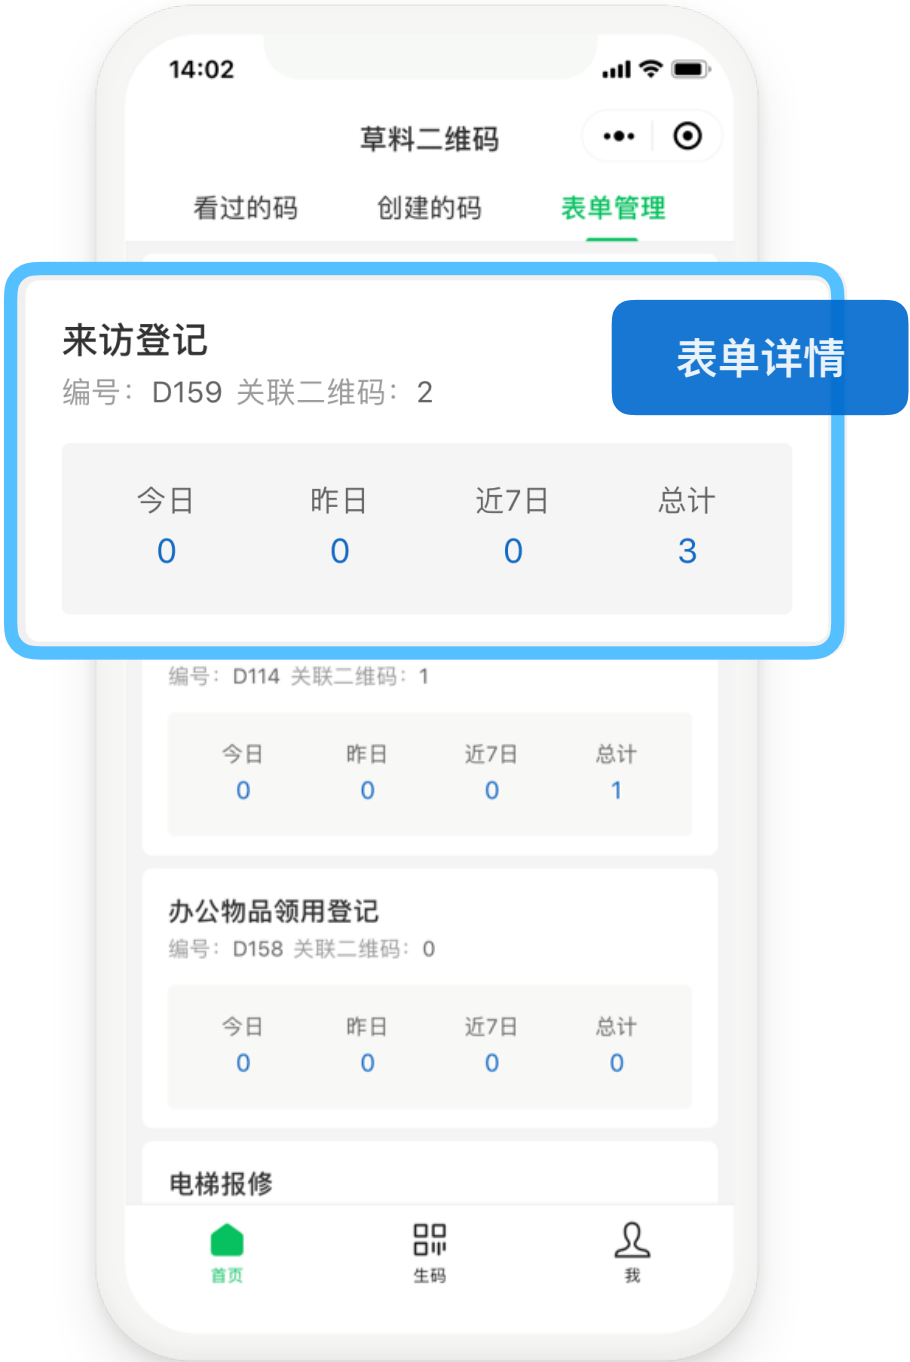 14:02
草料二维码
看过的码 创建的码 表单管理
来访登记
表单详情
编号：D159 关联二维码：2
今日 昨日 近7日 总计
0 0 0 3
编号：D114 关联二维码：1
今日 昨日 近7日 总计
0 0 0 1
办公物品领用登记
编号：D158 关联二维码：0
今日 昨日 近7日 总计
0 0 0 0
电梯报修
首页 生码 我